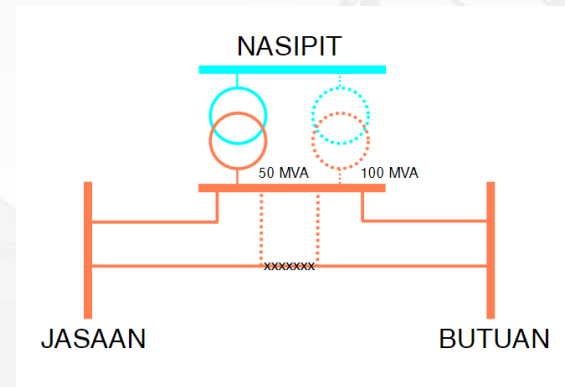 NASIPIT
50 MVA
100 MVA
xxxxxxx
JASAAN
BUTUAN